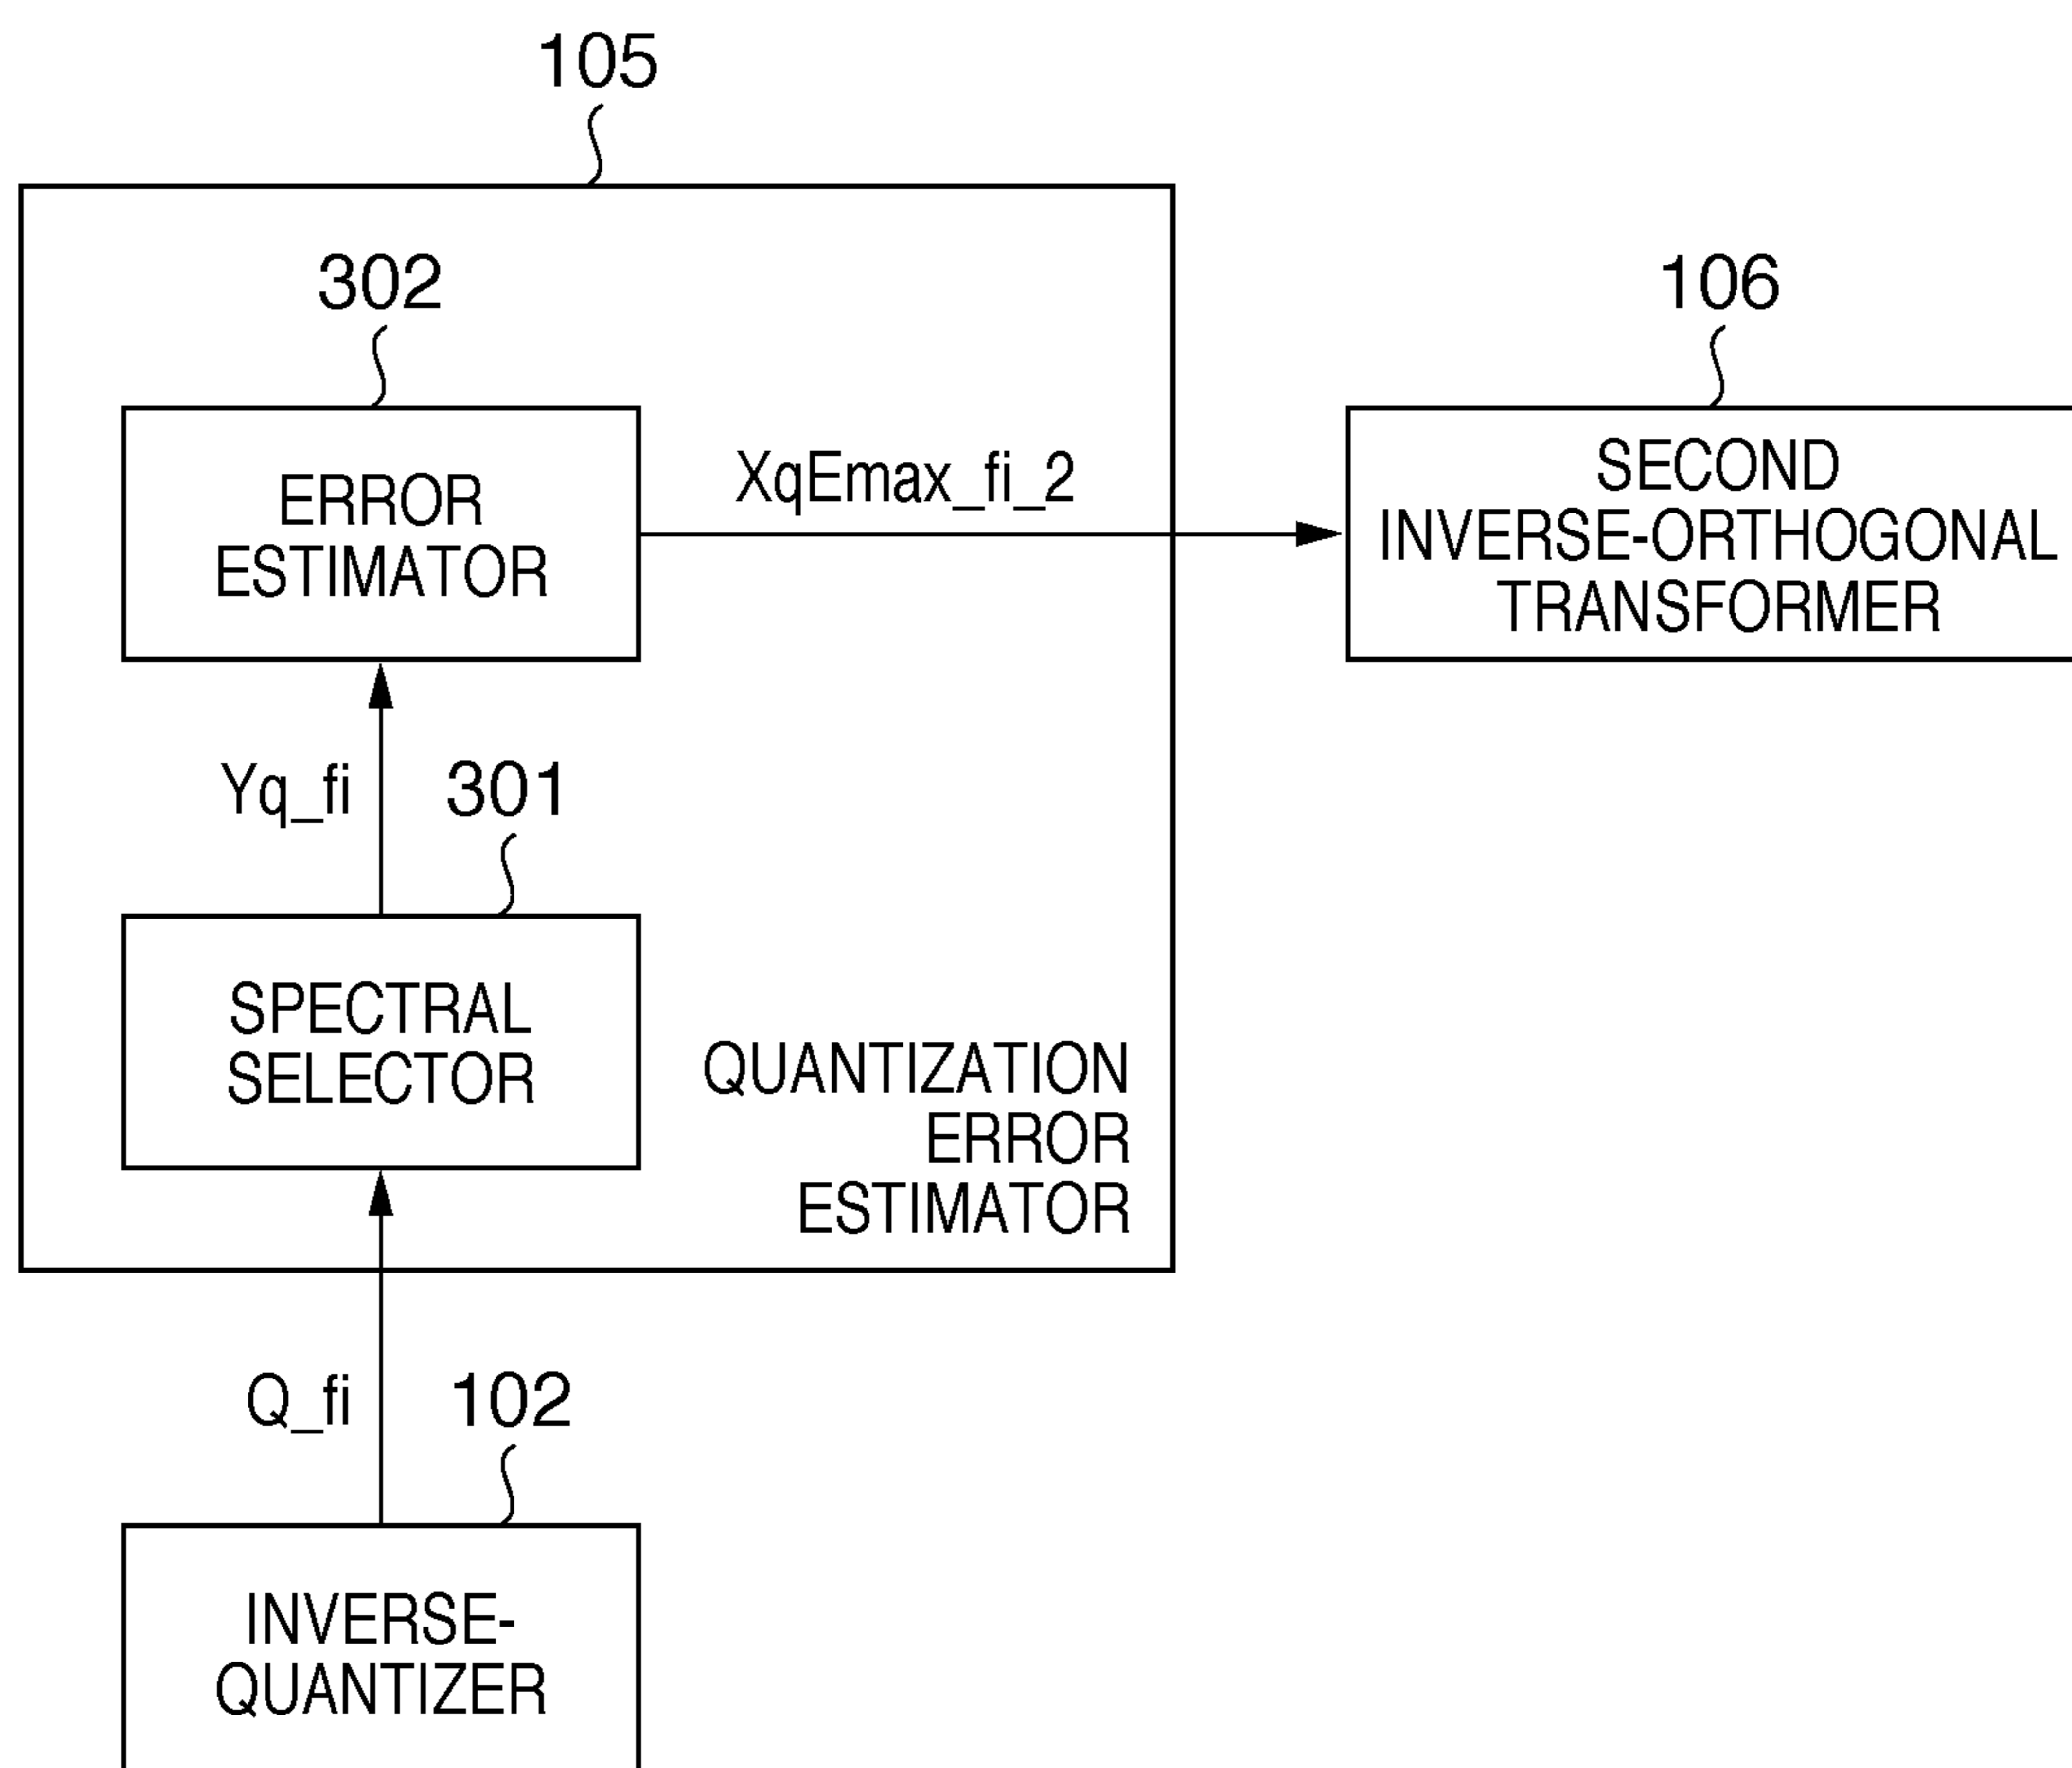 105
302
106
ERROR
ESTIMATOR
XqEmax_fi_2
SECOND
INVERSE-ORTHOGONAL
TRANSFORMER
Yq_fi
301
SPECTRAL
SELECTOR
QUANTIZATION
ERROR
ESTIMATOR
Q_fi
102
INVERSE-
QUANTIZER